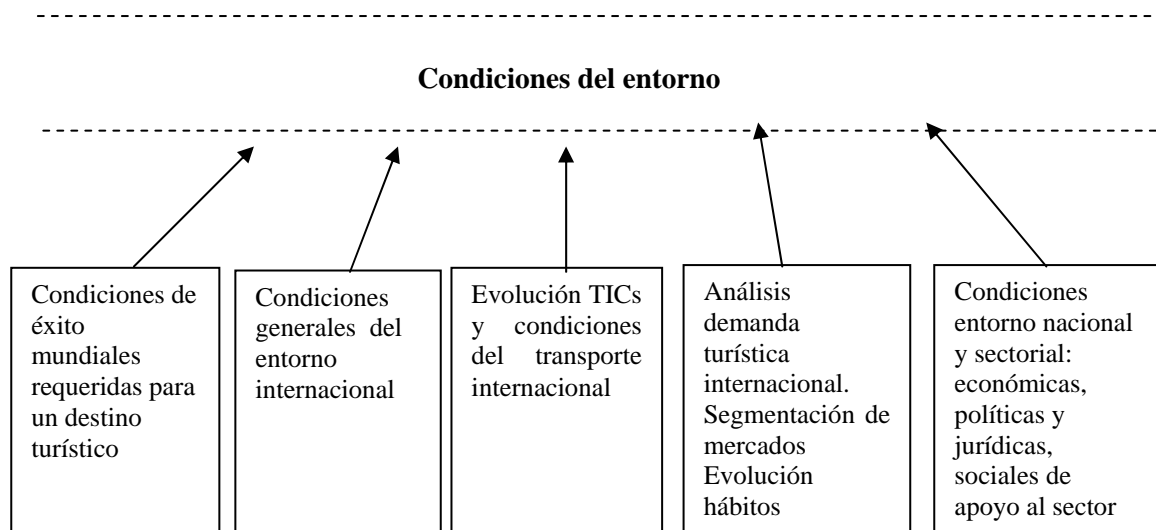 Condiciones del entorno
Condiciones de
éxito
mundiales
requeridas para
un destino
turístico
Condiciones
generales del
entorno
internacional
Evolución TICs
y condiciones
del transporte
internacional
Análisis
demanda
turística
internacional.
Segmentación de
mercados
Evolución
hábitos
Condiciones
entorno nacional
y sectorial:
económicas,
políticas y
jurídicas,
sociales de
apoyo al sector